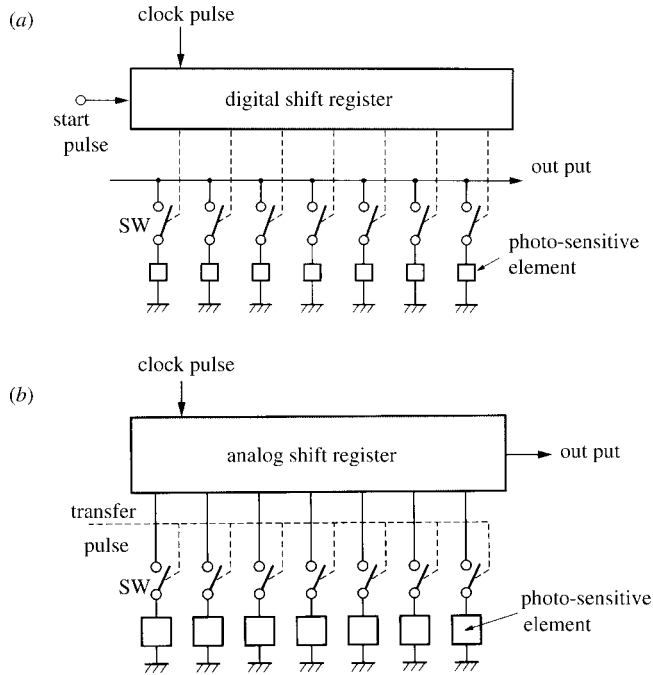 (a)
clock pulse
digital shift register
start
pulse
out put
SW
photo-sensitive
element
(b)
clock pulse
analog shift register
out put
transfer
pulse
SW
photo-sensitive
element